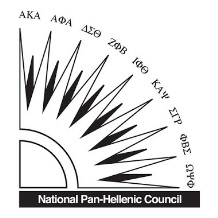 ΑΚΑ
ΑΦΑ
ΔΣΘ
ΖΦΒ
ΙΦΘ
ΚΑΨ
ΣΓΡ
ΦΒΣ
ΩΨΦ
National Pan-Hellenic Council